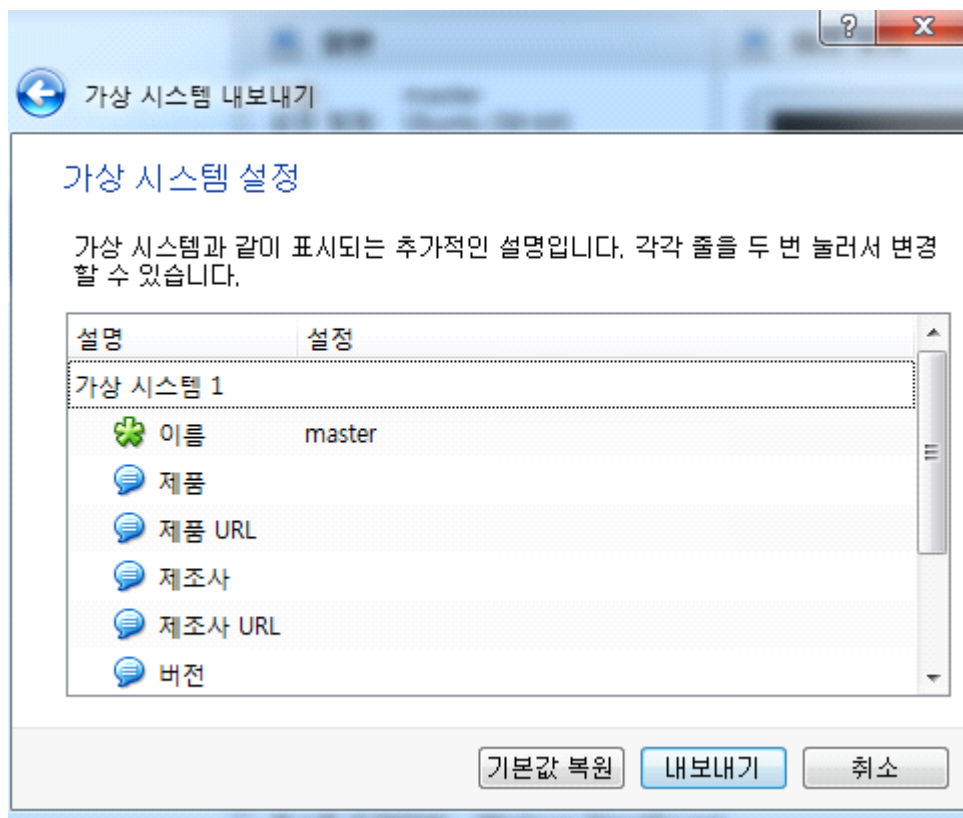 가상 시스템 내보내기
가상 시스템 설정
가상 시스템과 같이 표시되는 추가적인 설명입니다. 각각 줄을 두 번 눌러서 변경
할 수 있습니다.
설명 설정
가상 시스템 1
이름 master
제품
제품 URL
제조사
제조사 URL
버전
기본값 복원 내보내기 취소